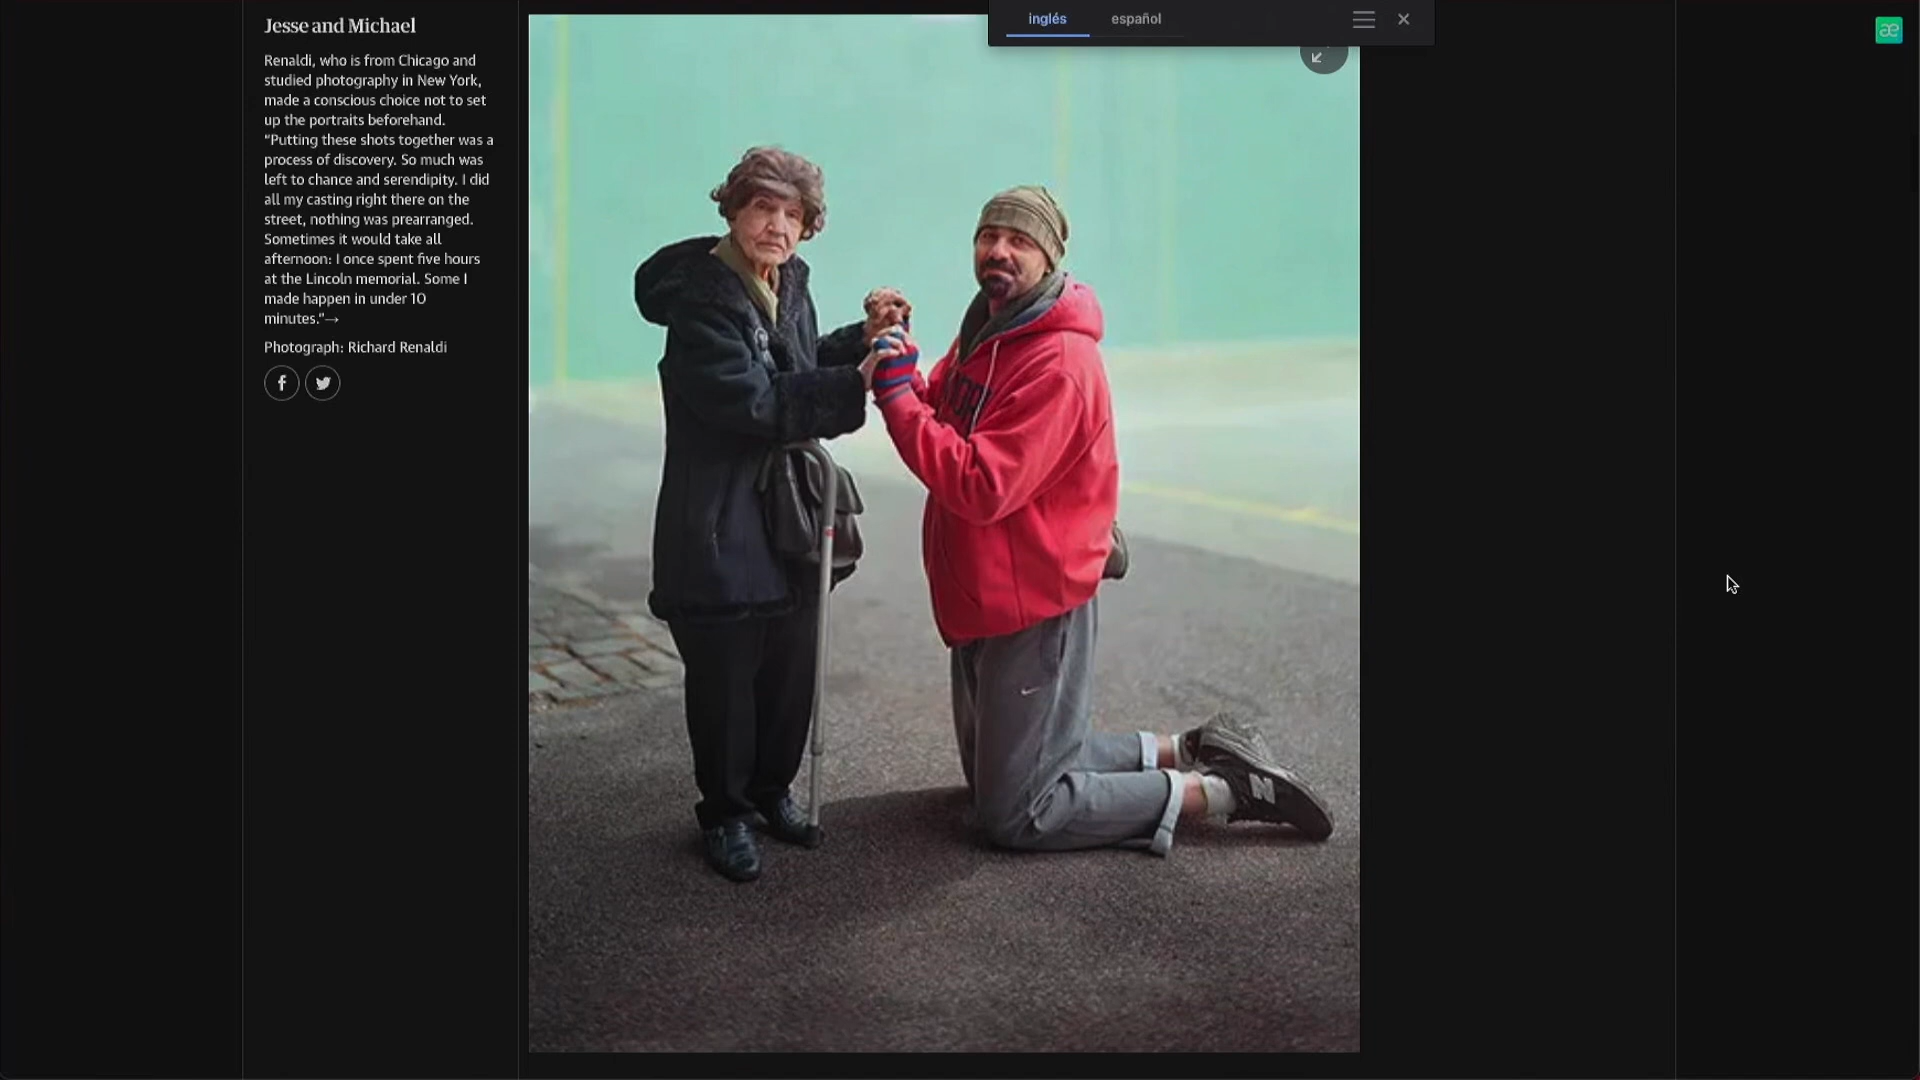 Jesse and Michael
Renaldi, who is from Chicago and
studied photography in New York,
made a conscious choice not to set
up the portraits beforehand.
"Putting these shots together was a
process of discovery. So much was
left to chance and serendipity. I did
all my casting right there on the
street, nothing was prearranged.
Sometimes it would take all
afternoon: I once spent five hours
at the Lincoln memorial. Some I
made happen in under 10
minutes."→
Photograph: Richard Renaldi
inglés español
æ
N